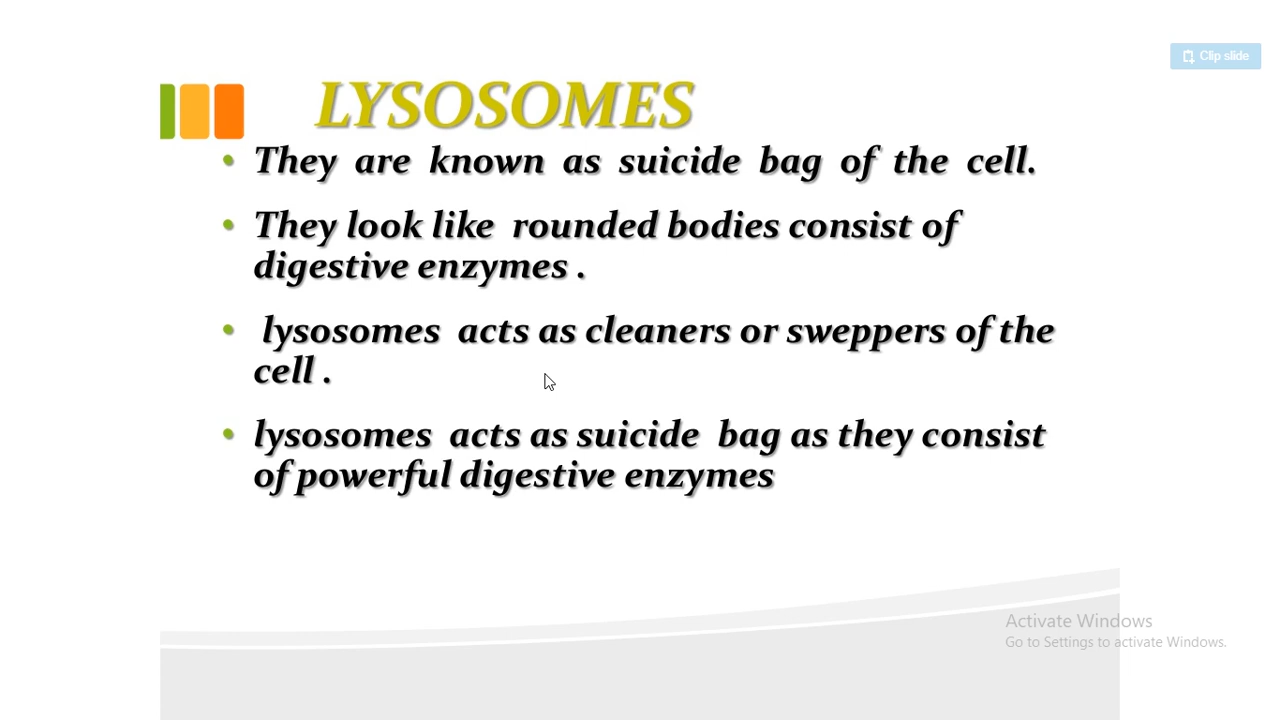 Clip slide
LYSOSOMES
• They are known as suicide bag of the cell.
• They look like rounded bodies consist of
digestive enzymes .
• lysosomes acts as cleaners or sweppers of the
cell .
• lysosomes acts as suicide bag as they consist
of powerful digestive enzymes
Activate Windows
Go to Settings to activate Windows.